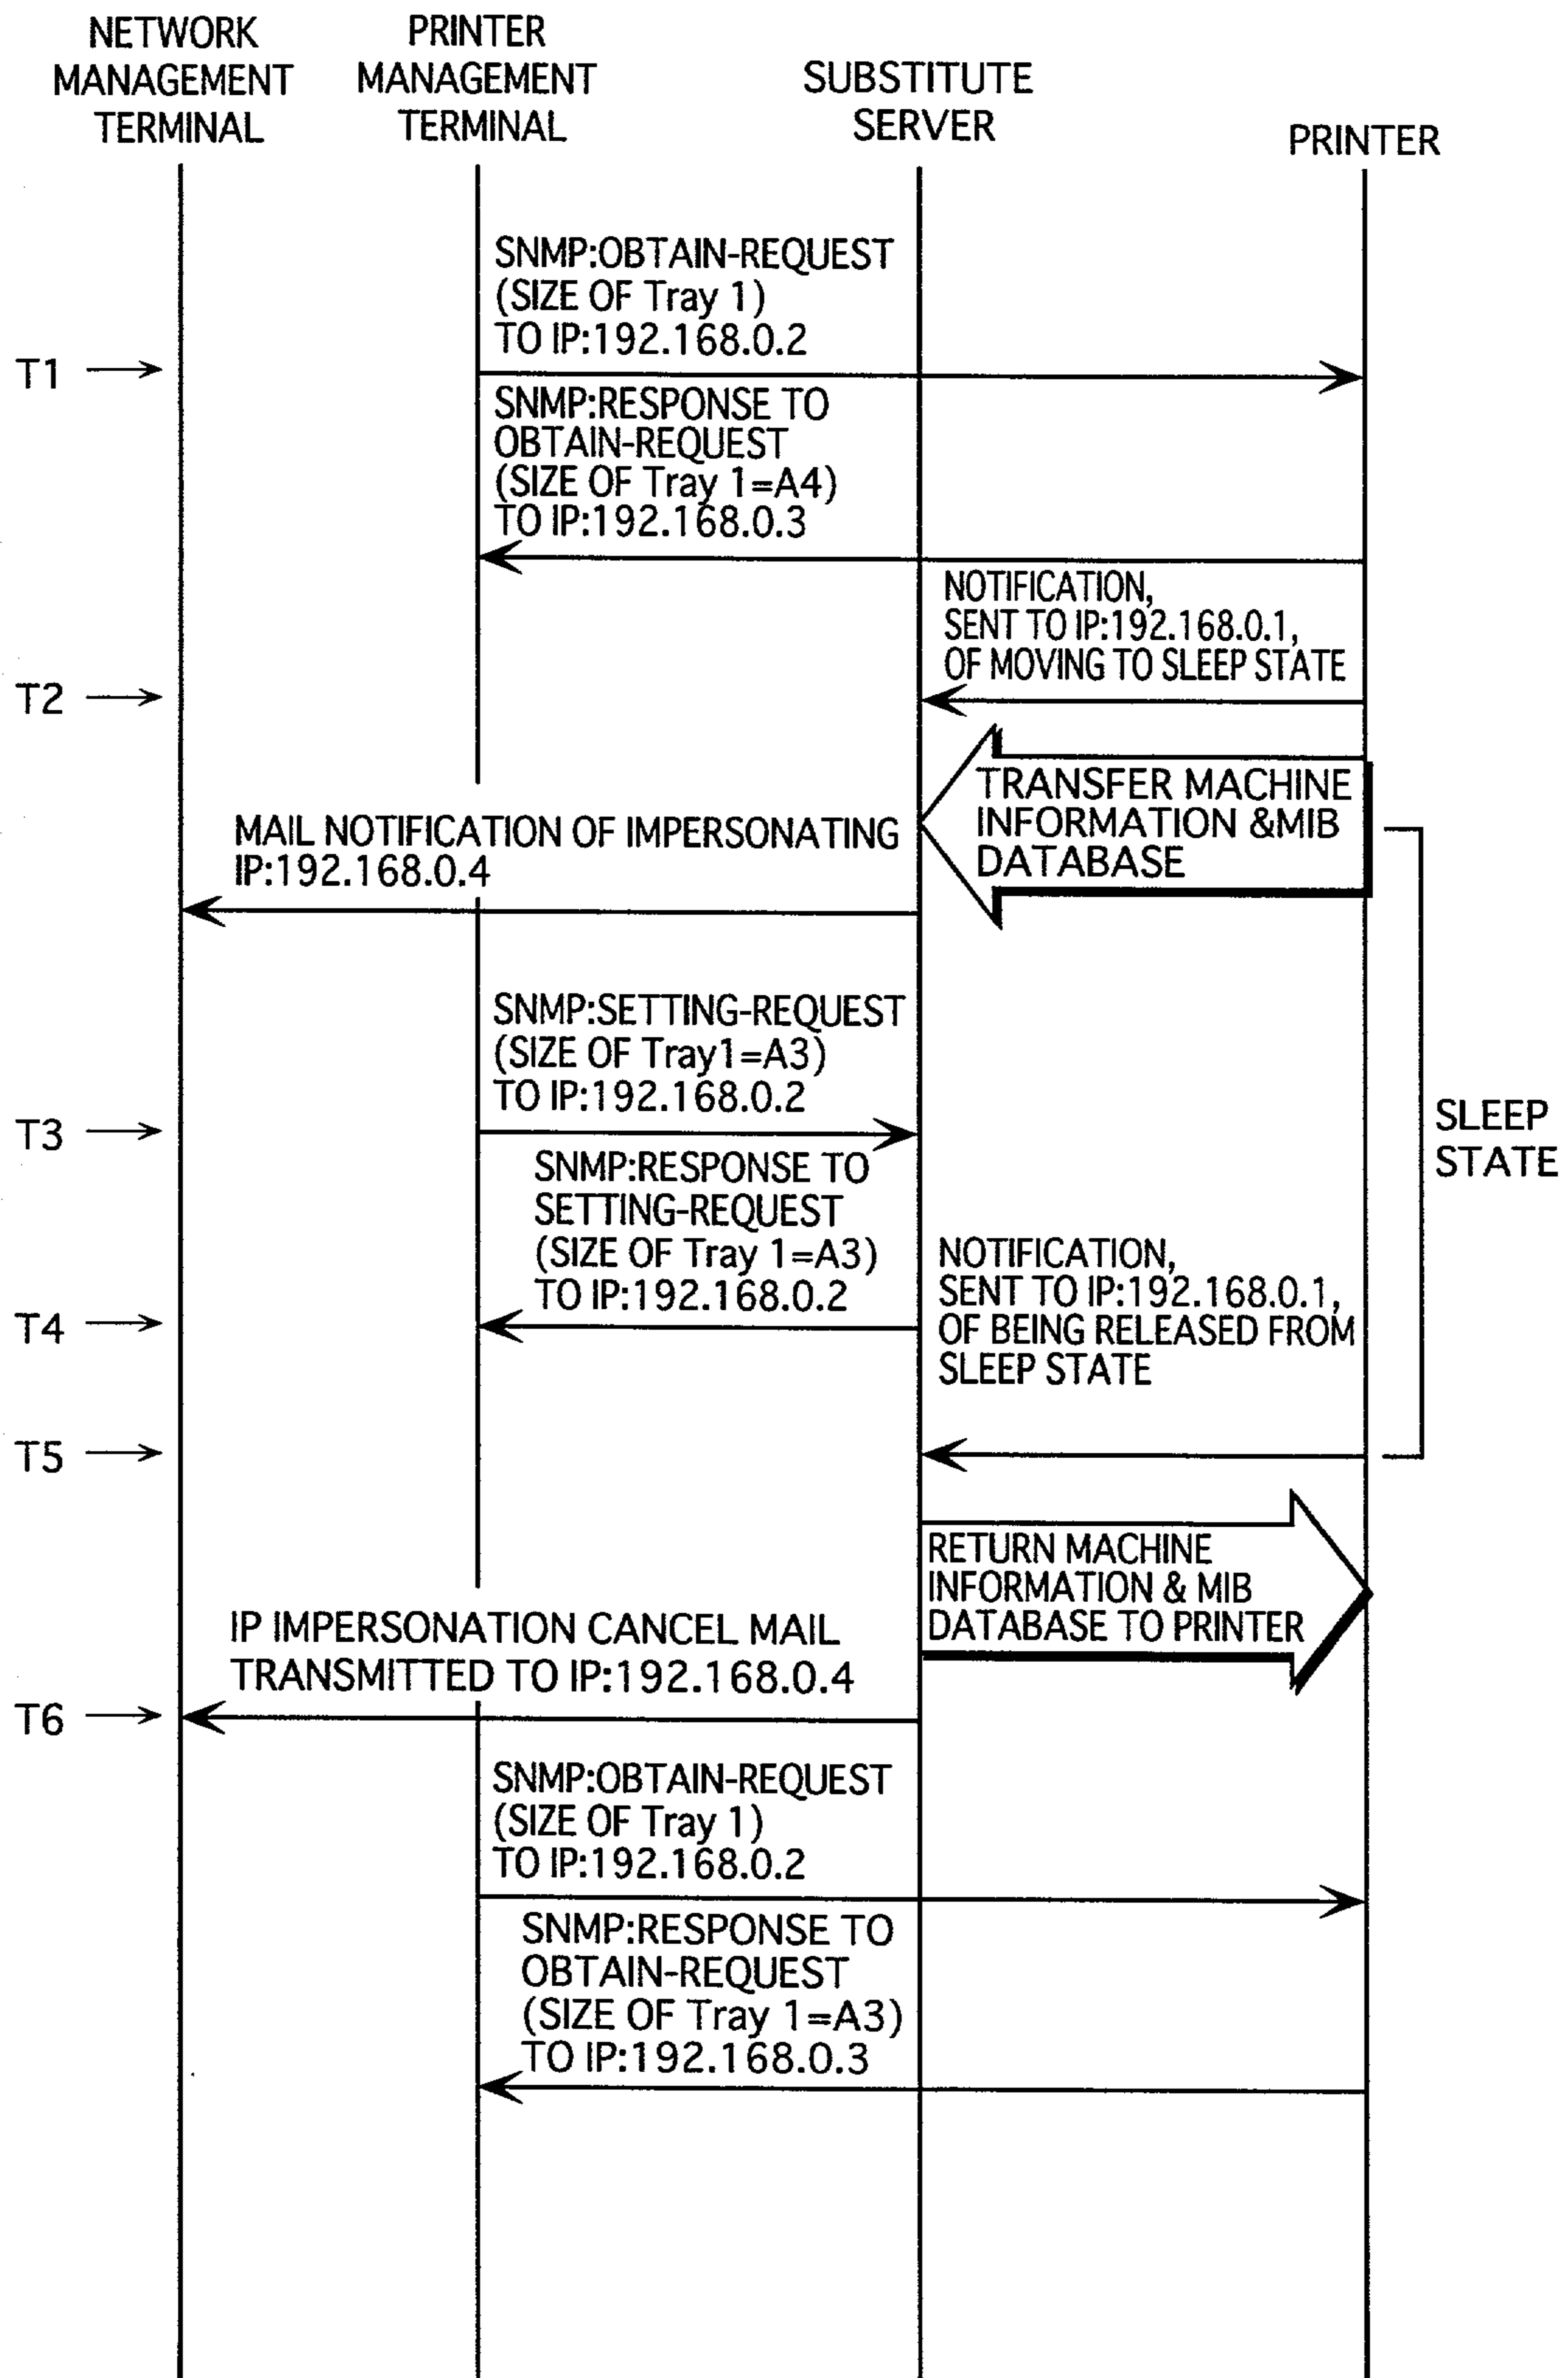 NETWORK
MANAGEMENT
TERMINAL
PRINTER
MANAGEMENT
TERMINAL
SUBSTITUTE
SERVER
PRINTER
SNMP:OBTAIN-REQUEST
(SIZE OF Tray 1)
TO IP:192.168.0.2
T1
SNMP:RESPONSE TO
OBTAIN-REQUEST
(SIZE OF Tray 1=A4)
TO IP:192.168.0.3
NOTIFICATION,
SENT TO IP:192.168.0.1,
OF MOVING TO SLEEP STATE
T2
TRANSFER MACHINE
INFORMATION &MIB
DATABASE
MAIL NOTIFICATION OF IMPERSONATING
IP:192.168.0.4
SNMP:SETTING-REQUEST
(SIZE OF Tray1=A3)
TO IP:192.168.0.2
T3
SLEEP
STATE
SNMP:RESPONSE TO
SETTING-REQUEST
(SIZE OF Tray 1=A3)
TO IP:192.168.0.2
T4
NOTIFICATION,
SENT TO IP:192.168.0.1,
OF BEING RELEASED FROM
SLEEP STATE
T5
RETURN MACHINE
INFORMATION & MIB
DATABASE TO PRINTER
IP IMPERSONATION CANCEL MAIL
TRANSMITTED TO IP:192.168.0.4
T6
SNMP:OBTAIN-REQUEST
(SIZE OF Tray 1)
TO IP:192.168.0.2
SNMP:RESPONSE TO
OBTAIN-REQUEST
(SIZE OF Tray 1=A3)
TO IP:192.168.0.3